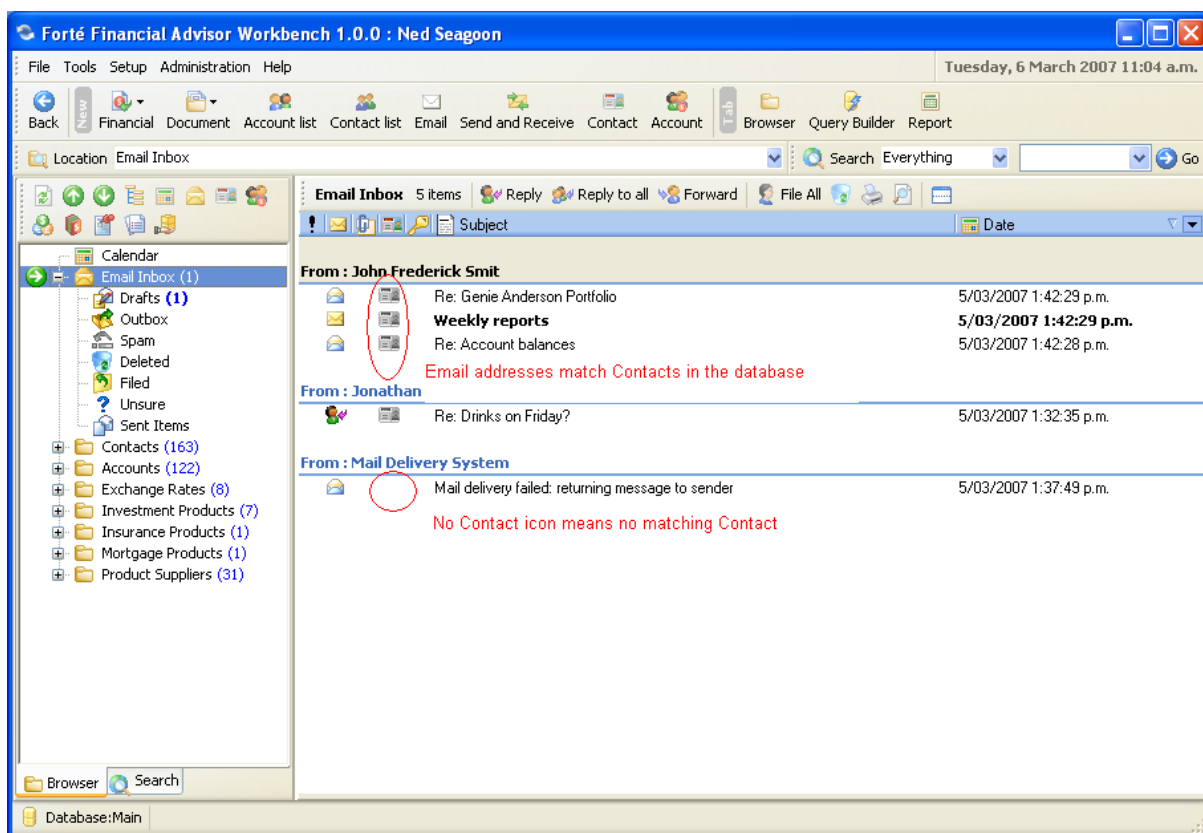 Forté Financial Advisor Workbench 1.0.0 : Ned Seagoon
File Tools Setup Administration Help Tuesday, 6 March 2007 11:04 a.m.
Back New Financial Document Account list Contact list Email Send and Receive Contact Account Tab Browser Query Builder Report
Location Email Inbox Search Everything Go
Email Inbox 5 items Reply Reply to all Forward File All
! Subject Date
Calendar
Email Inbox (1)
Drafts (1)
Outbox
Spam
Deleted
Filed
? Unsure
Sent Items
Contacts (163)
Accounts (122)
Exchange Rates (8)
Investment Products (7)
Insurance Products (1)
Mortgage Products (1)
Product Suppliers (31)
From : John Frederick Smit
Re: Genie Anderson Portfolio 5/03/2007 1:42:29 p.m.
Weekly reports 5/03/2007 1:42:29 p.m.
Re: Account balances 5/03/2007 1:42:28 p.m.
Email addresses match Contacts in the database
From : Jonathan
Re: Drinks on Friday? 5/03/2007 1:32:35 p.m.
From : Mail Delivery System
Mail delivery failed: returning message to sender 5/03/2007 1:37:49 p.m.
No Contact icon means no matching Contact
Browser Search
Database:Main